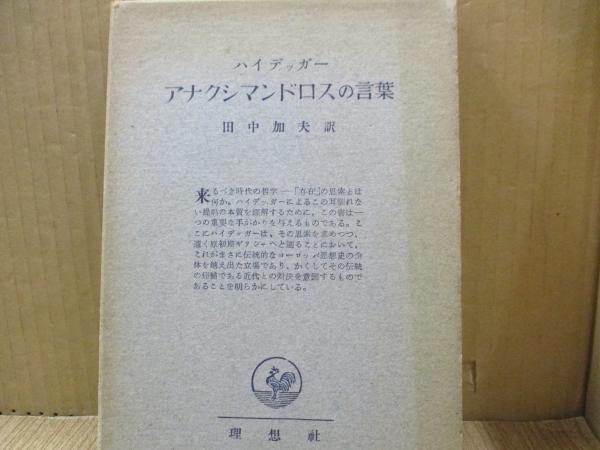 ハイデッガー
アナクシマンドロスの言葉
田中加夫訳
来るべき時代の哲学――「存在」の思索とは
何か。ハイデッガーによるこの耳馴れな
い提唱の本質を理解するために、この書は一
つの重要な手がかりを与えるものである。こ
こにハイデッガーは、その思索を求めつつ、
遠く原初期ギリシャへと遡ることにおいて、
これがまさに伝統的なヨーロッパ思想史の全
体を越え出た立場であり、かくしてその伝統
の帰結である近代との対決を意図するもので
あることを明らかにしている。
理想社